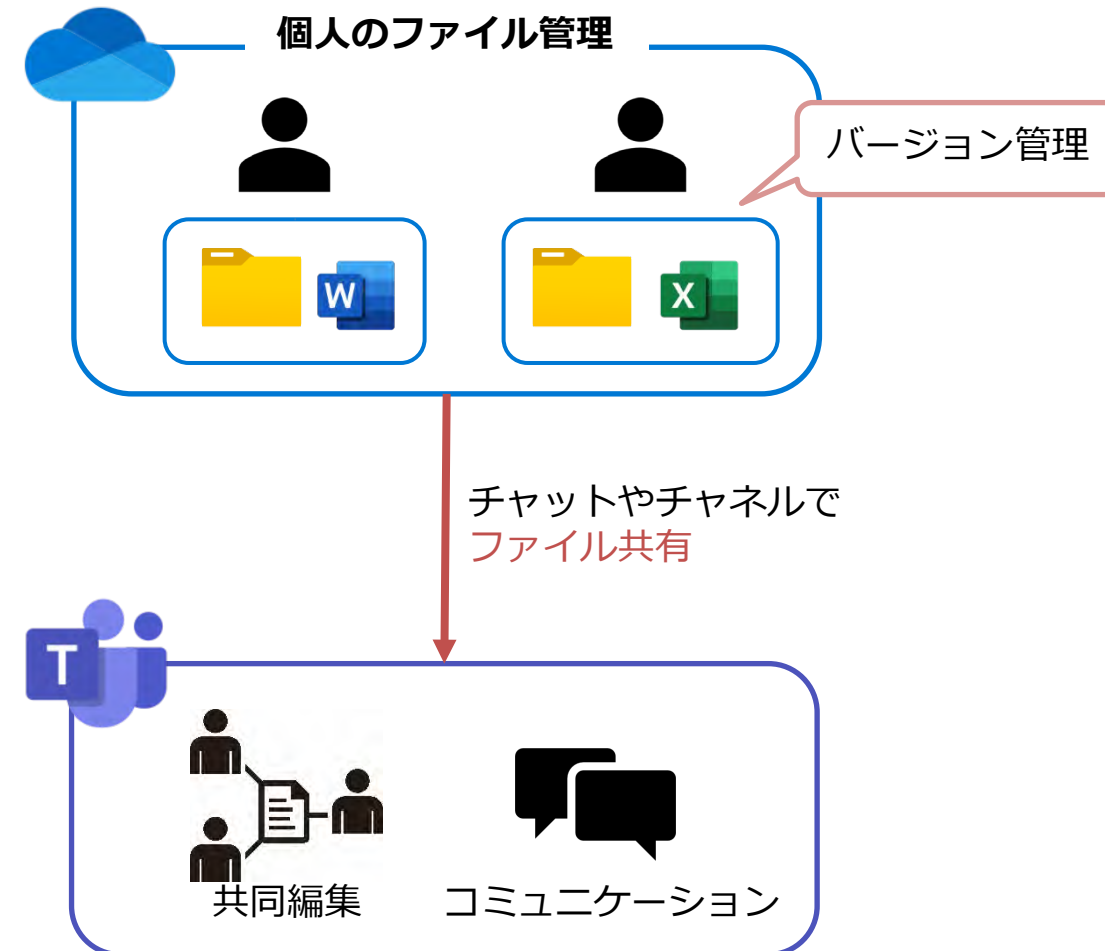 個人のファイル管理
バージョン管理
W
X
チャットやチャネルで
ファイル共有
T
共同編集
コミュニケーション